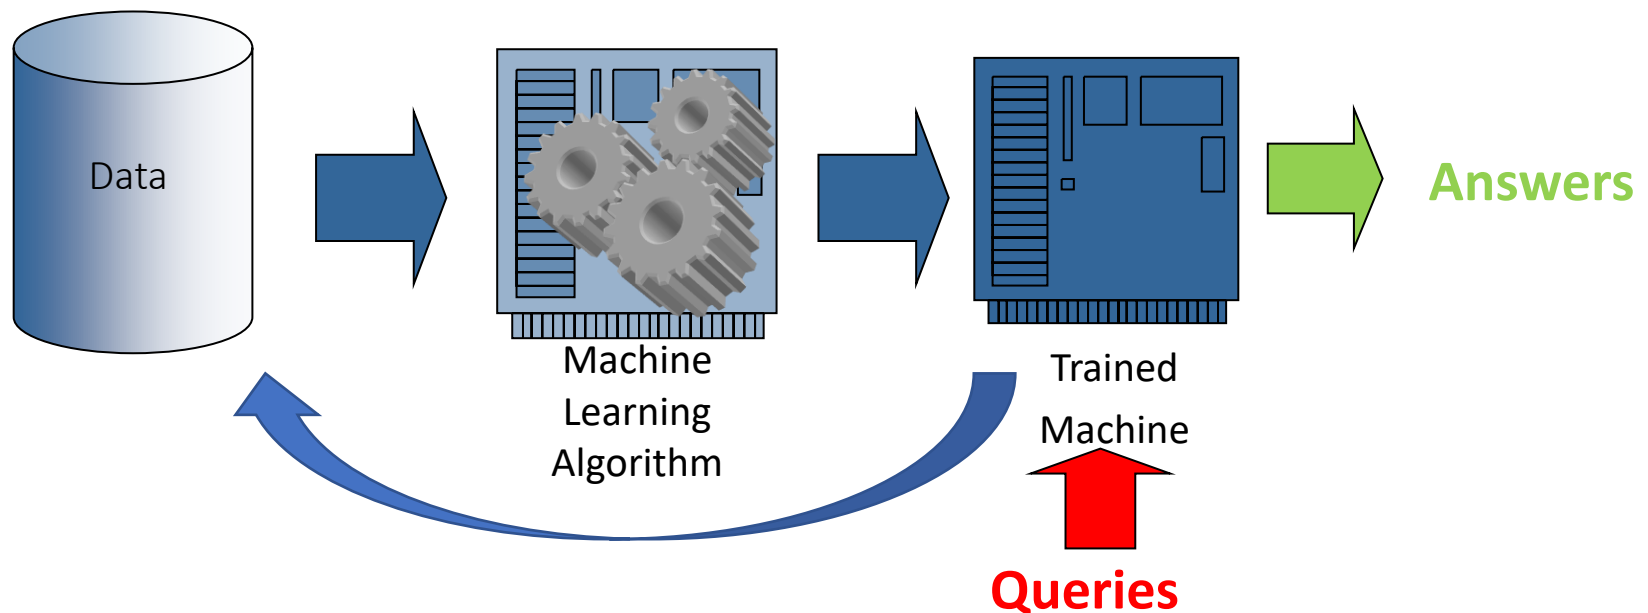 Data
Machine
Learning
Algorithm
Trained
Machine
Answers
Queries